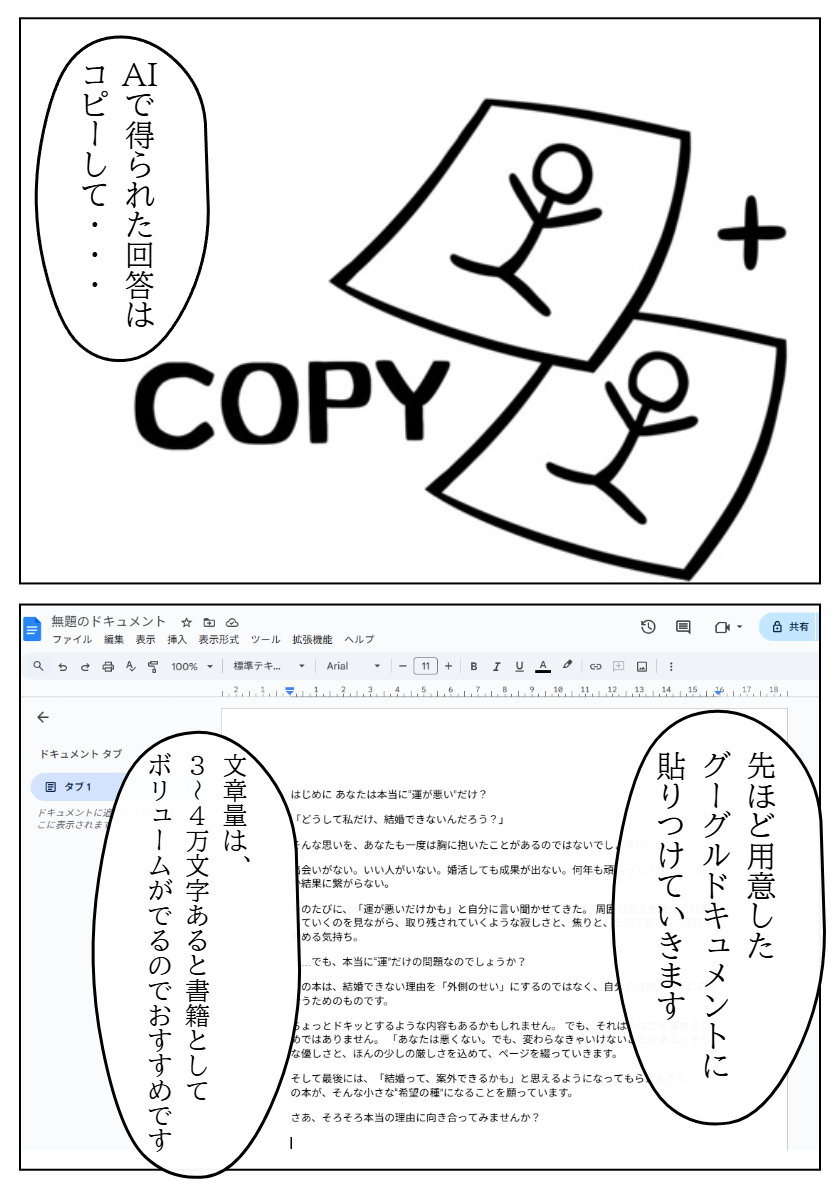 AIで得られた回答は
コピーして・・・
COPY
無題のドキュメント
ファイル 編集 表示 挿入 表示形式 ツール 拡張機能 ヘルプ
共有
100% 標準テキ... Arial 11 B I U A
2 1 1 2 3 4 5 6 7 8 9 10 11 12 13 14 15 16 17 18
ドキュメント タブ
タブ 1
ドキュメントに
こに表示されま
先ほど用意した
グーグルドキュメントに
貼りつけていきます
はじめに あなたは本当に“運が悪い”だけ？
「どうして私だけ、結婚できないんだろう？」
そんな思いを、あなたも一度は胸に抱いたことがあるのではないでし
出会いがない。いい人がいない。婚活しても成果が出ない。何年も頑
結果に繋がらない。
そのたびに、「運が悪いだけかも」と自分に言い聞かせてきた。 周囲
ていくのを見ながら、取り残されていくような寂しさと、焦りと、
める気持ち。
…でも、本当に“運”だけの問題なのでしょうか？
この本は、結婚できない理由を「外側のせい」にするのではなく、自分
うためのものです。
ちょっとドキッとするような内容もあるかもしれません。 でも、それは
めではありません。 「あなたは悪くない。でも、変わらなきゃいけない
な優しさと、ほんの少しの厳しさを込めて、ページを綴っていきます。
そして最後には、「結婚って、案外できるかも」と思えるようになってもら
の本が、そんな小さな“希望の種”になることを願っています。
さあ、そろそろ本当の理由に向き合ってみませんか？
文章量は、
3〜4万文字あると書籍として
ボリュームがでるのでおすすめです